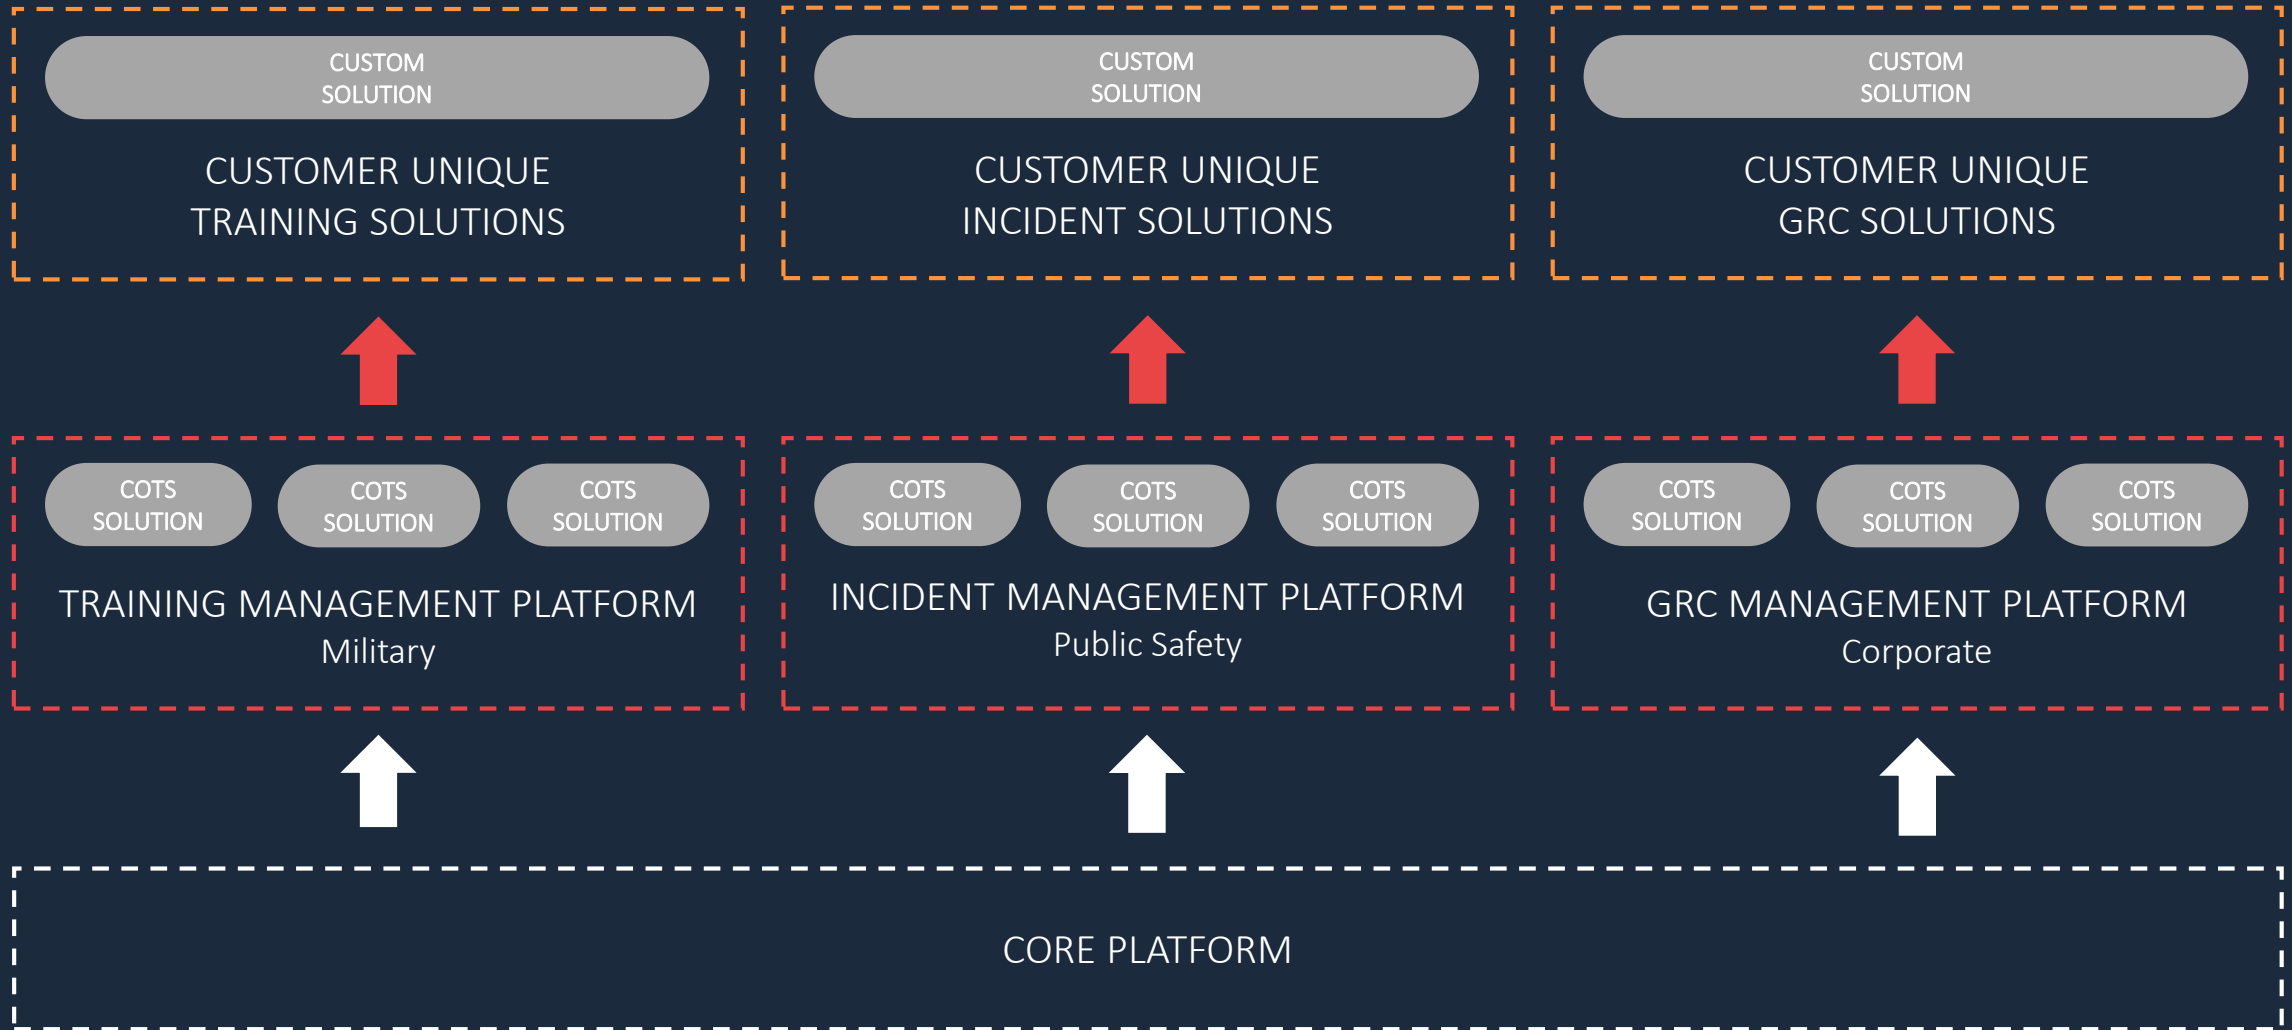 CUSTOM
SOLUTION
CUSTOMER UNIQUE
TRAINING SOLUTIONS
CUSTOM
SOLUTION
CUSTOMER UNIQUE
INCIDENT SOLUTIONS
CUSTOM
SOLUTION
CUSTOMER UNIQUE
GRC SOLUTIONS
COTS
SOLUTION
COTS
SOLUTION
COTS
SOLUTION
TRAINING MANAGEMENT PLATFORM
Military
COTS
SOLUTION
COTS
SOLUTION
COTS
SOLUTION
INCIDENT MANAGEMENT PLATFORM
Public Safety
COTS
SOLUTION
COTS
SOLUTION
COTS
SOLUTION
GRC MANAGEMENT PLATFORM
Corporate
CORE PLATFORM